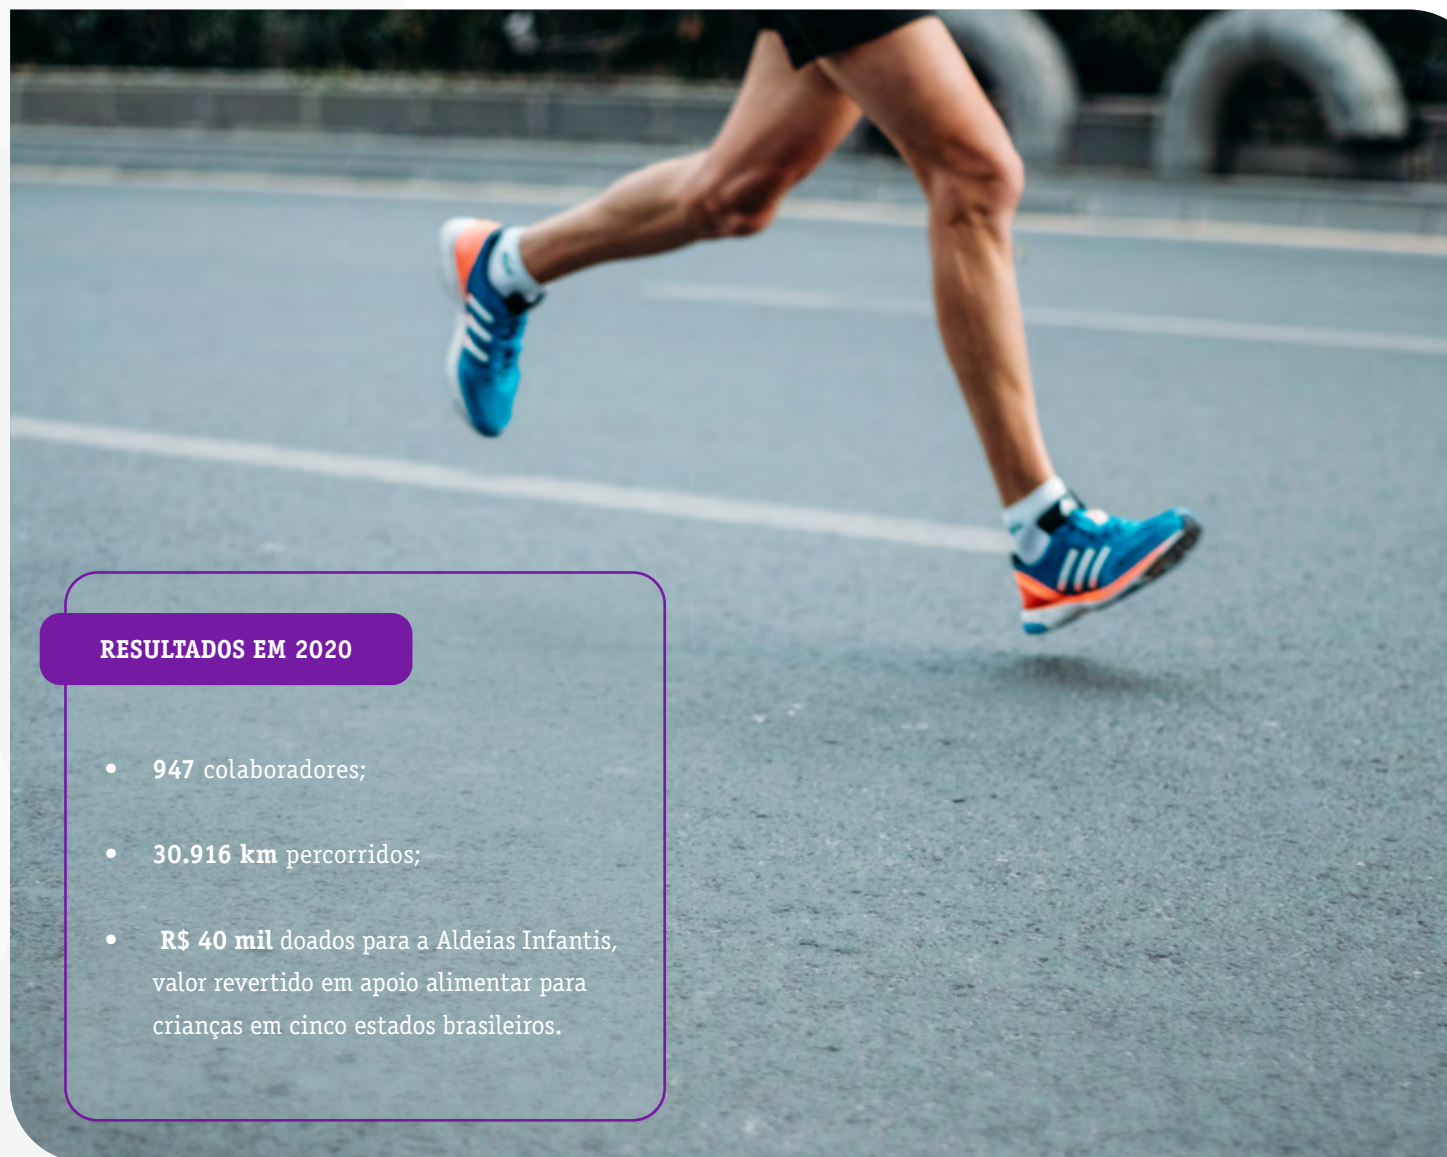 RESULTADOS EM 2020
• 947 colaboradores;
• 30.916 km percorridos;
• R$ 40 mil doados para a Aldeias Infantis,
valor revertido em apoio alimentar para
crianças em cinco estados brasileiros.